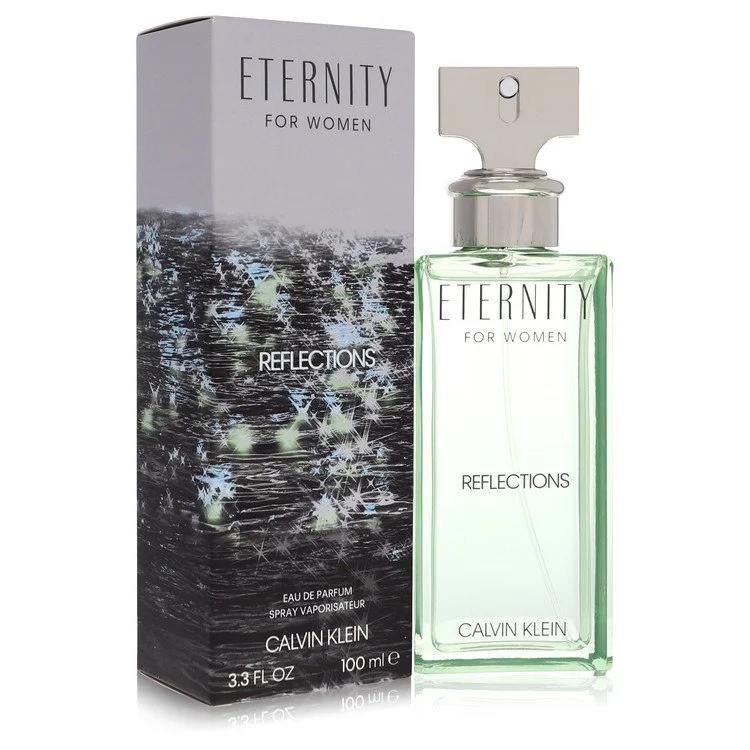 ETERNITY
FOR WOMEN
REFLECTIONS
EAU DE PARFUM
SPRAY VAPORISATEUR
CALVIN KLEIN
3.3 FL OZ 100 ml ℮
ETERNITY
FOR WOMEN
REFLECTIONS
CALVIN KLEIN